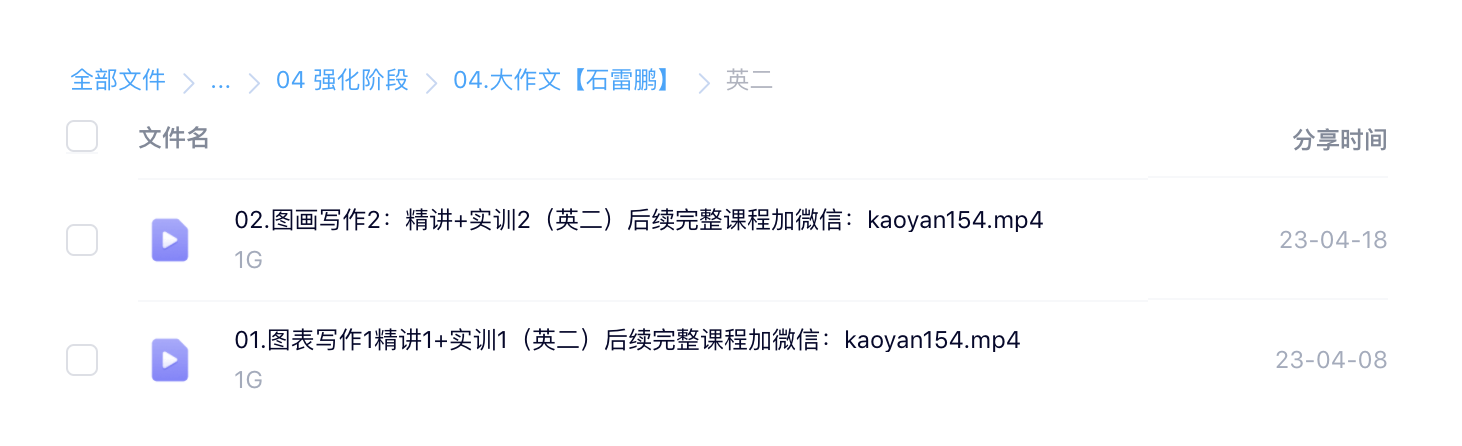 全部文件 > ... > 04 强化阶段 > 04.大作文【石雷鹏】 > 英二
文件名 分享时间
02.图画写作2：精讲+实训2（英二）后续完整课程加微信：kaoyan154.mp4
1G 23-04-18
01.图表写作1精讲1+实训1（英二）后续完整课程加微信：kaoyan154.mp4
1G 23-04-08